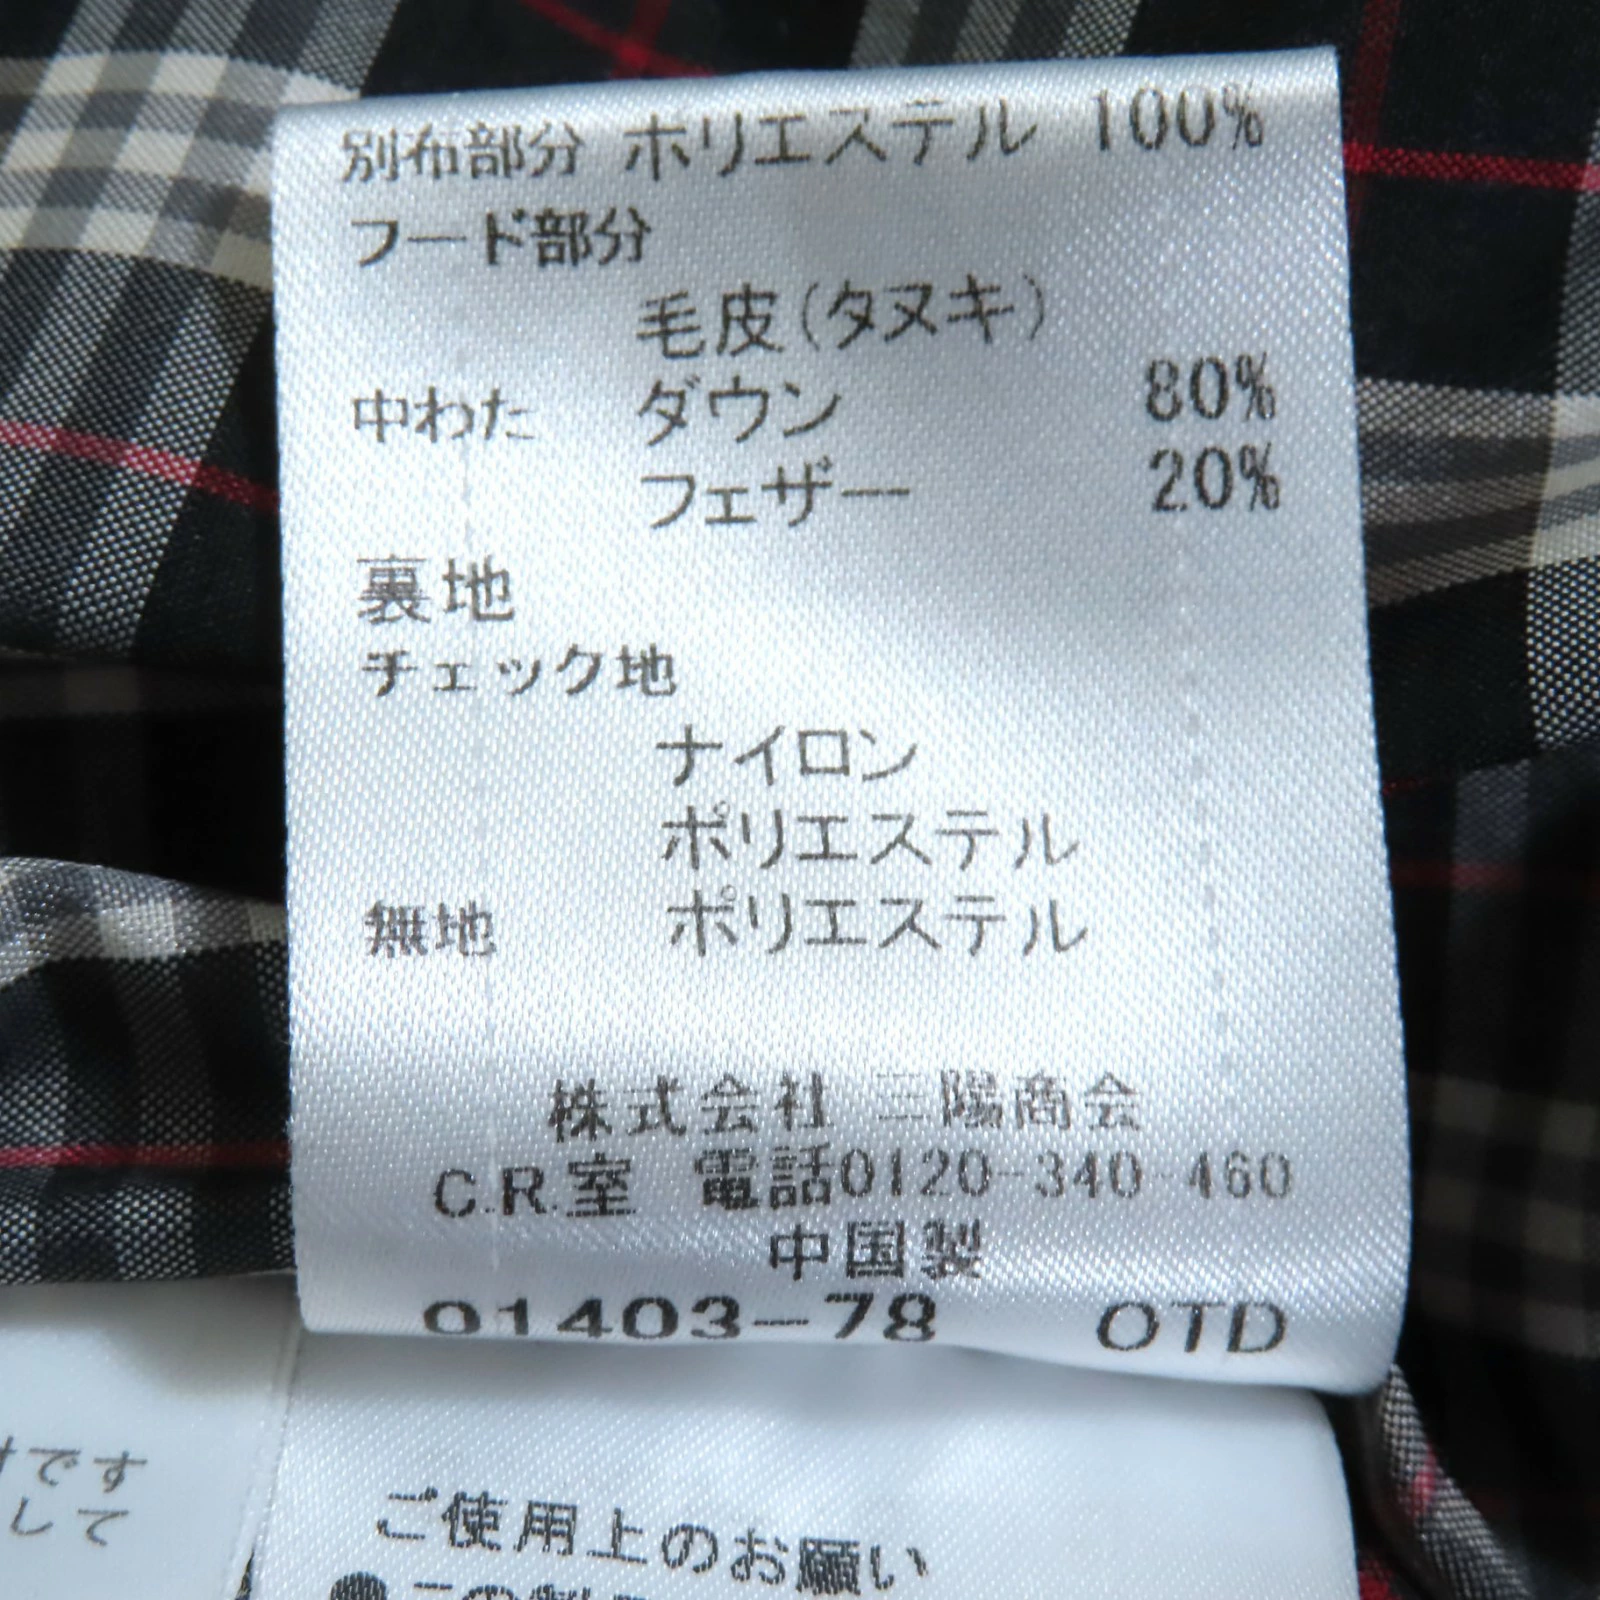 別布部分 ポリエステル 100%
フード部分
毛皮(タヌキ)
中わた ダウン 80%
フェザー 20%
裏地
チェック地
ナイロン
ポリエステル
無地 ポリエステル
株式会社 三陽商会
C.R.室 電話0120-340-460
中国製
01403-78 OTD
です
して
ご使用上のお願い